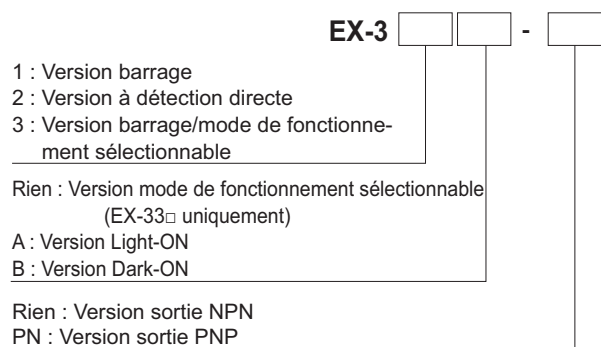 EX-3 -
1 : Version barrage
2 : Version à détection directe
3 : Version barrage/mode de fonctionne-
ment sélectionnable
Rien : Version mode de fonctionnement sélectionnable
(EX-33□ uniquement)
A : Version Light-ON
B : Version Dark-ON
Rien : Version sortie NPN
PN : Version sortie PNP